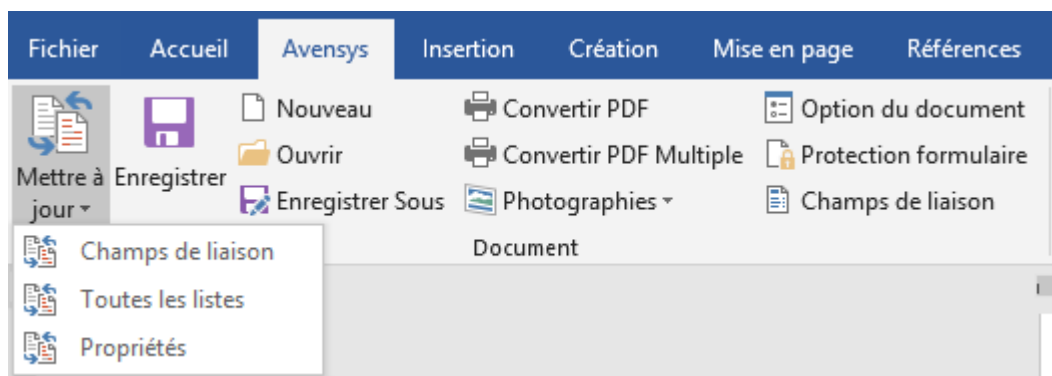 Fichier Accueil Avensys Insertion Création Mise en page Références
Nouveau Convertir PDF Option du document
Ouvrir Convertir PDF Multiple Protection formulaire
Mettre à jour Enregistrer Enregistrer Sous Photographies Champs de liaison
Document
Champs de liaison
Toutes les listes
Propriétés